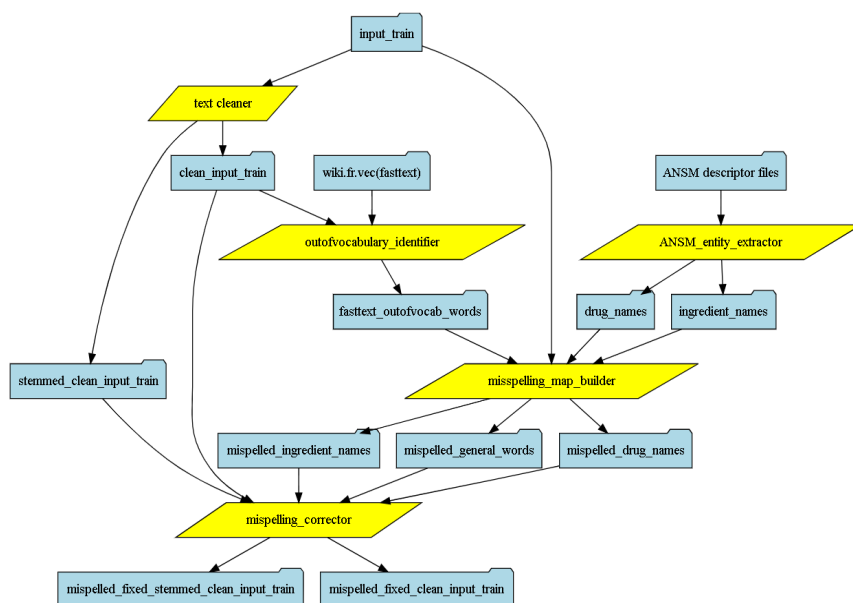 input_train
text cleaner
clean_input_train
wiki.fr.vec(fasttext)
ANSM descriptor files
outofvocabulary_identifier
ANSM_entity_extractor
fasttext_outofvocab_words
drug_names
ingredient_names
stemmed_clean_input_train
misspelling_map_builder
mispelled_ingredient_names
mispelled_general_words
mispelled_drug_names
mispelling_corrector
mispelled_fixed_stemmed_clean_input_train
mispelled_fixed_clean_input_train